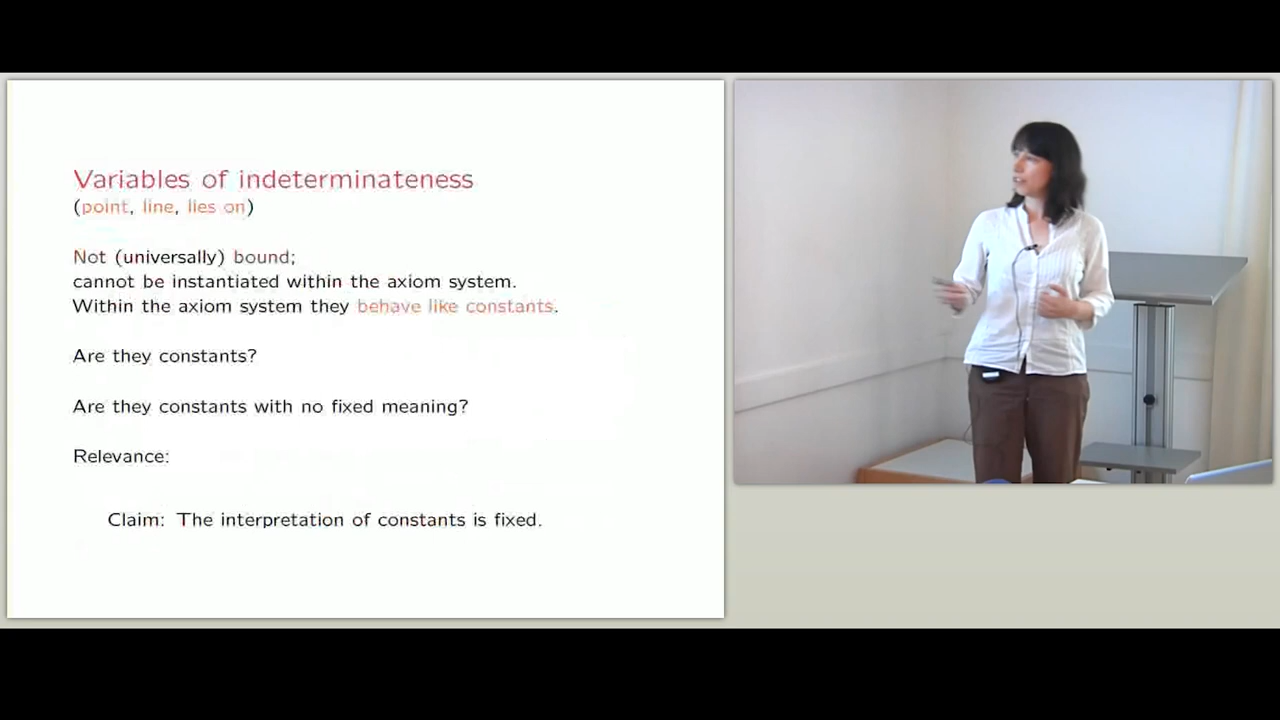 Variables of indeterminateness
(point, line, lies on)
Not (universally) bound;
cannot be instantiated within the axiom system.
Within the axiom system they behave like constants.
Are they constants?
Are they constants with no fixed meaning?
Relevance:
Claim: The interpretation of constants is fixed.